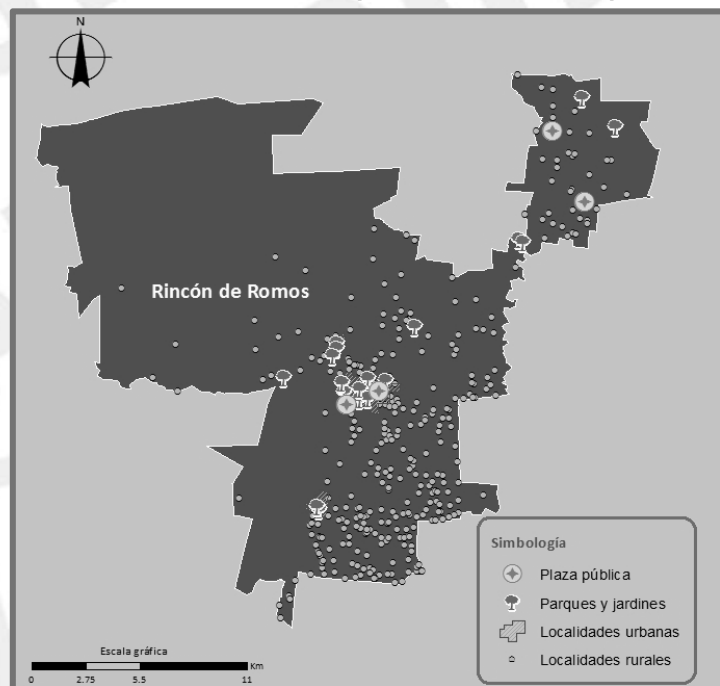 N
Rincón de Romos
Simbología
Plaza pública
Parques y jardines
Localidades urbanas
Localidades rurales
Escala gráfica
Km
0 2.75 5.5 11